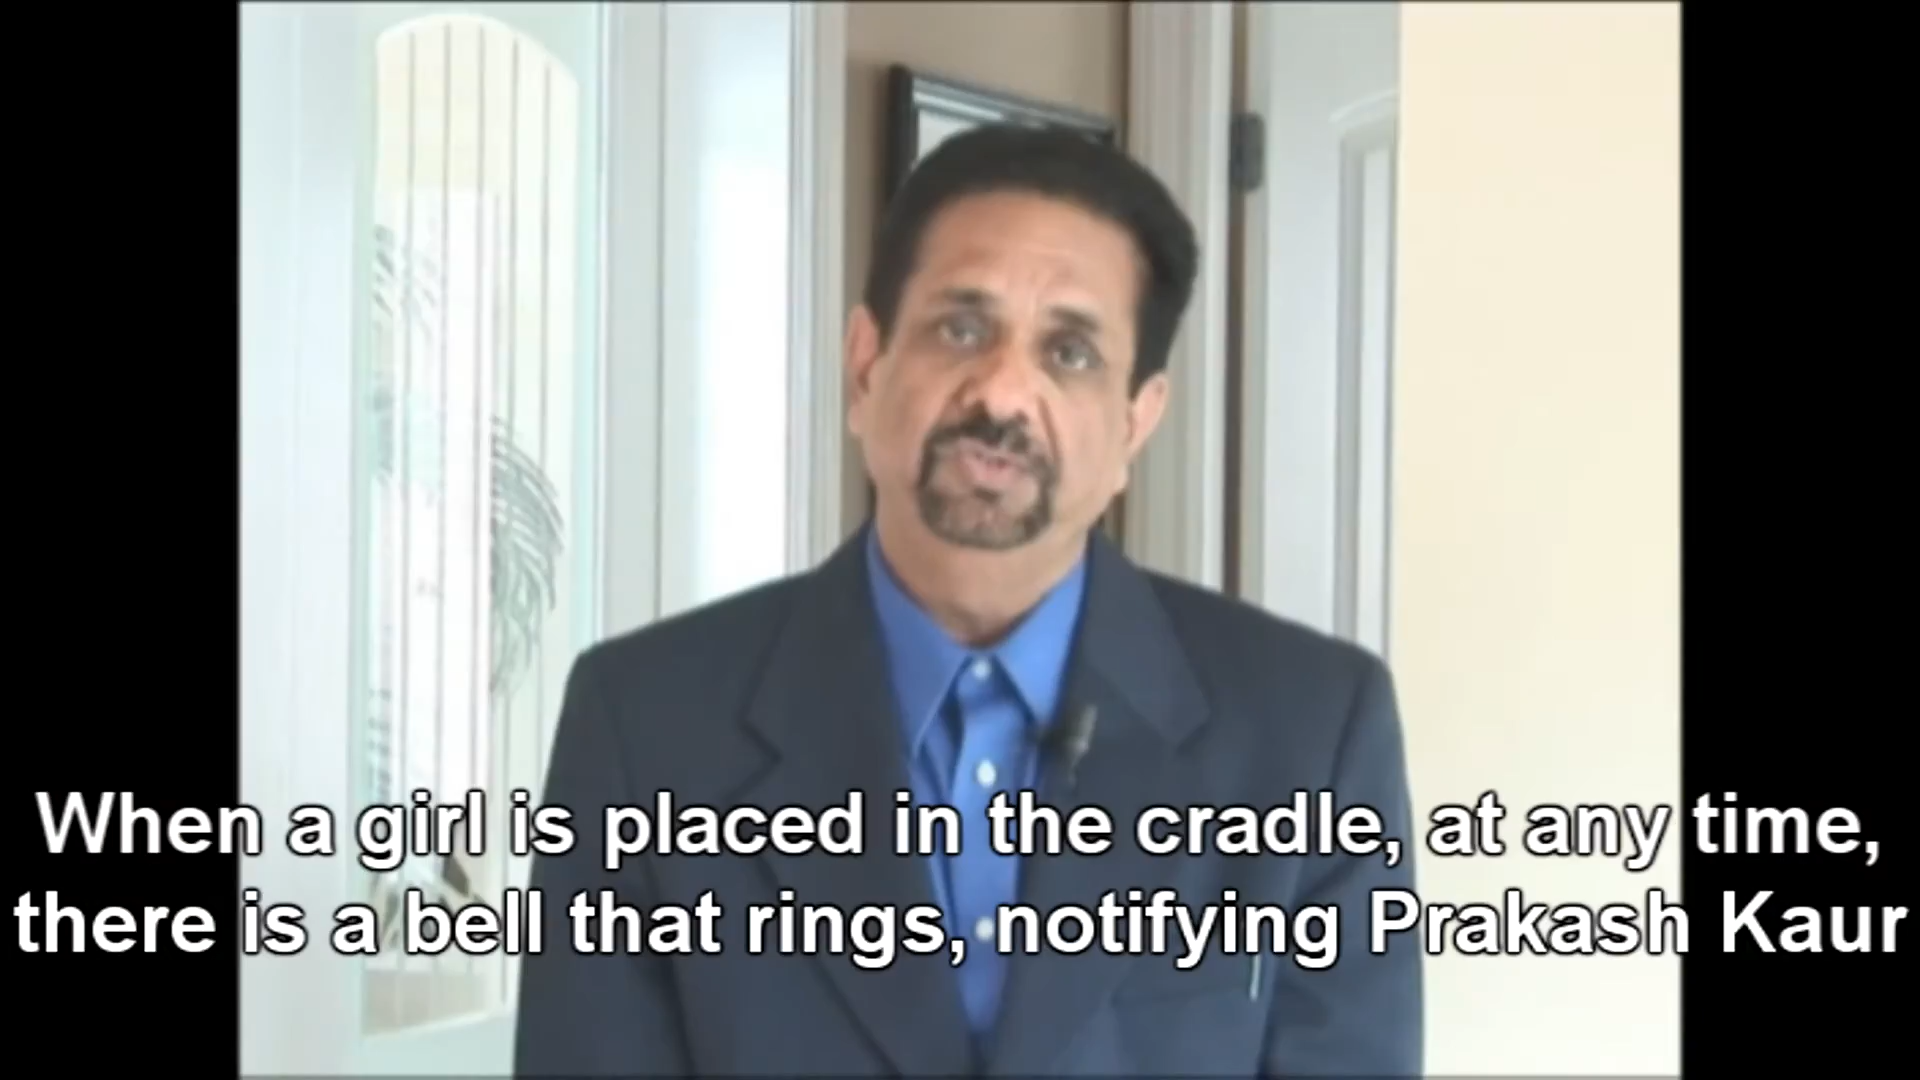 When a girl is placed in the cradle, at any time,
there is a bell that rings, notifying Prakash Kaur